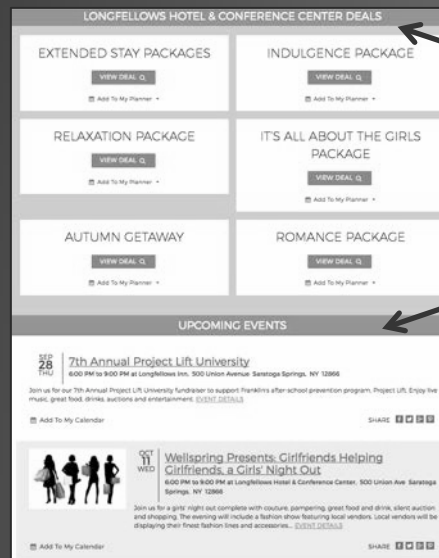 LONGFELLOWS HOTEL & CONFERENCE CENTER DEALS
EXTENDED STAY PACKAGES
VIEW DEAL
Add To My Planner
INDULGENCE PACKAGE
VIEW DEAL
Add To My Planner
RELAXATION PACKAGE
VIEW DEAL
Add To My Planner
IT'S ALL ABOUT THE GIRLS
PACKAGE
VIEW DEAL
Add To My Planner
AUTUMN GETAWAY
VIEW DEAL
Add To My Planner
ROMANCE PACKAGE
VIEW DEAL
Add To My Planner
UPCOMING EVENTS
SEP
28
THU
7th Annual Project Lift University
6:00 PM to 9:00 PM at Longfellows Inn, 500 Union Avenue Saratoga Springs, NY 12866
Join us for our 7th Annual Project Lift University fundraiser to support Franklin's after-school prevention program, Project Lift. Enjoy live
music, great food, drinks, auctions and entertainment. EVENT DETAILS
Add To My Calendar
SHARE
OCT
11
WED
Wellspring Presents: Girlfriends Helping
Girlfriends, a Girls' Night Out
6:00 PM to 9:00 PM at Longfellows Hotel & Conference Center, 500 Union Ave Saratoga
Springs, NY 12866
Join us for a girls' night out complete with couture, pampering, great food and drink, silent auction
and shopping. The evening will include a fashion show featuring local vendors. Local vendors will be
displaying their finest fashion lines and accessories... EVENT DETAILS
Add To My Calendar
SHARE